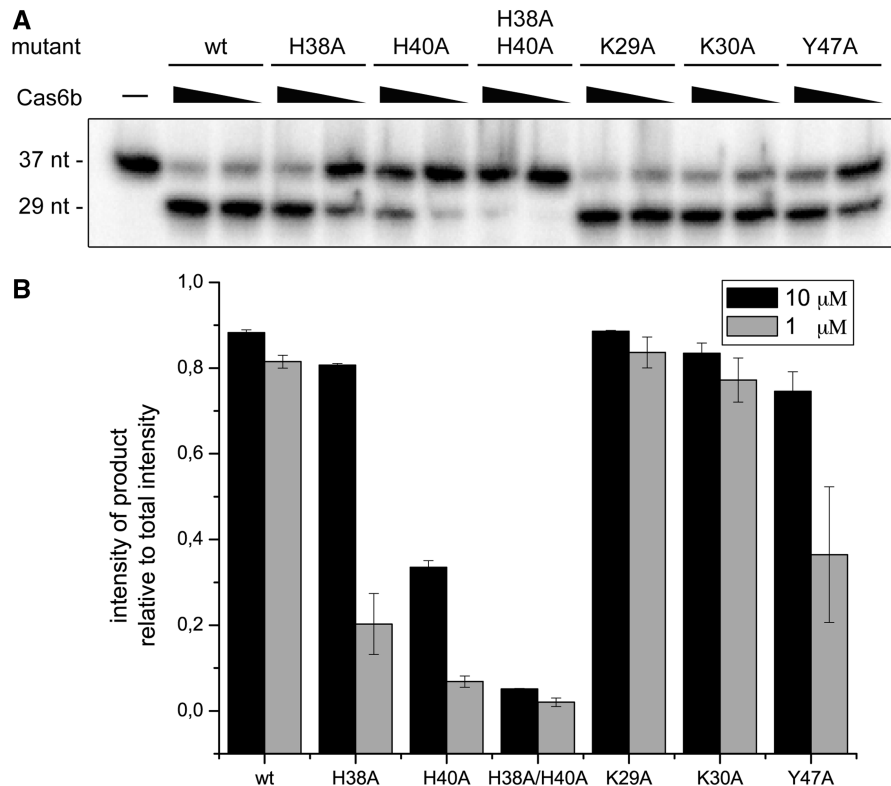 A
mutant
wt
H38A
H40A
H38A
H40A
K29A
K30A
Y47A
Cas6b
–
37 nt -
29 nt -
B
intensity of product
relative to total intensity
1,0
0,8
0,6
0,4
0,2
0,0
10 µM
1 µM
wt
H38A
H40A
H38A/H40A
K29A
K30A
Y47A